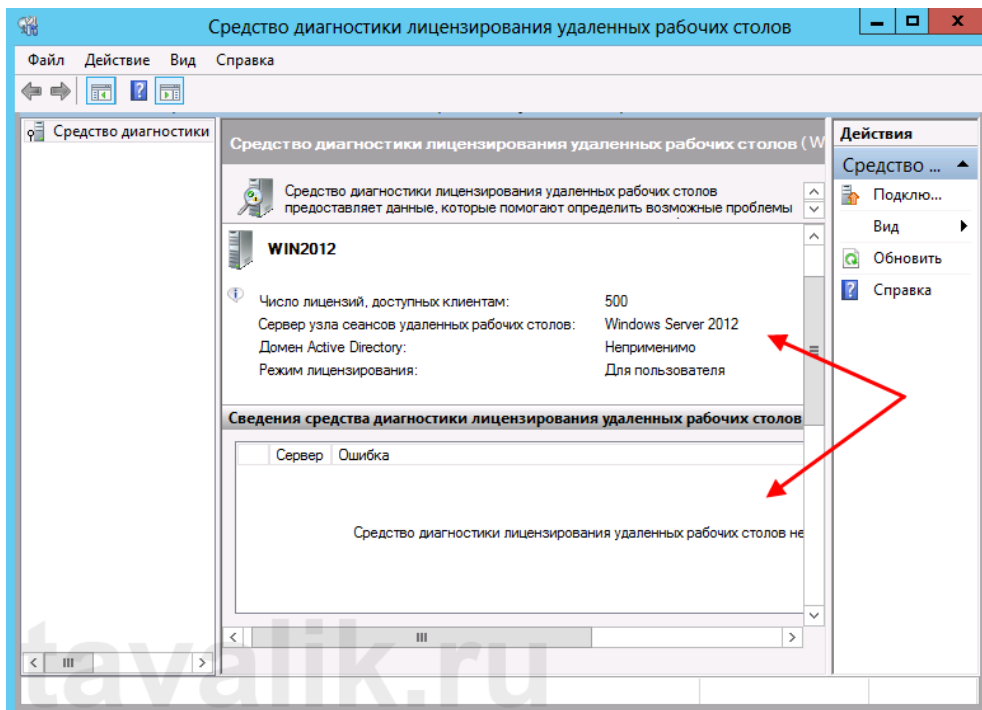 Средство диагностики лицензирования удаленных рабочих столов
Файл Действие Вид Справка
Средство диагностики
Средство диагностики лицензирования удаленных рабочих столов (W
Средство диагностики лицензирования удаленных рабочих столов
предоставляет данные, которые помогают определить возможные проблемы
WIN2012
Число лицензий, доступных клиентам: 500
Сервер узла сеансов удаленных рабочих столов: Windows Server 2012
Домен Active Directory: Неприменимо
Режим лицензирования: Для пользователя
Сведения средства диагностики лицензирования удаленных рабочих столов
Сервер Ошибка
Средство диагностики лицензирования удаленных рабочих столов не
Действия
Средство ...
Подклю...
Вид
Обновить
Справка
tavalik.ru